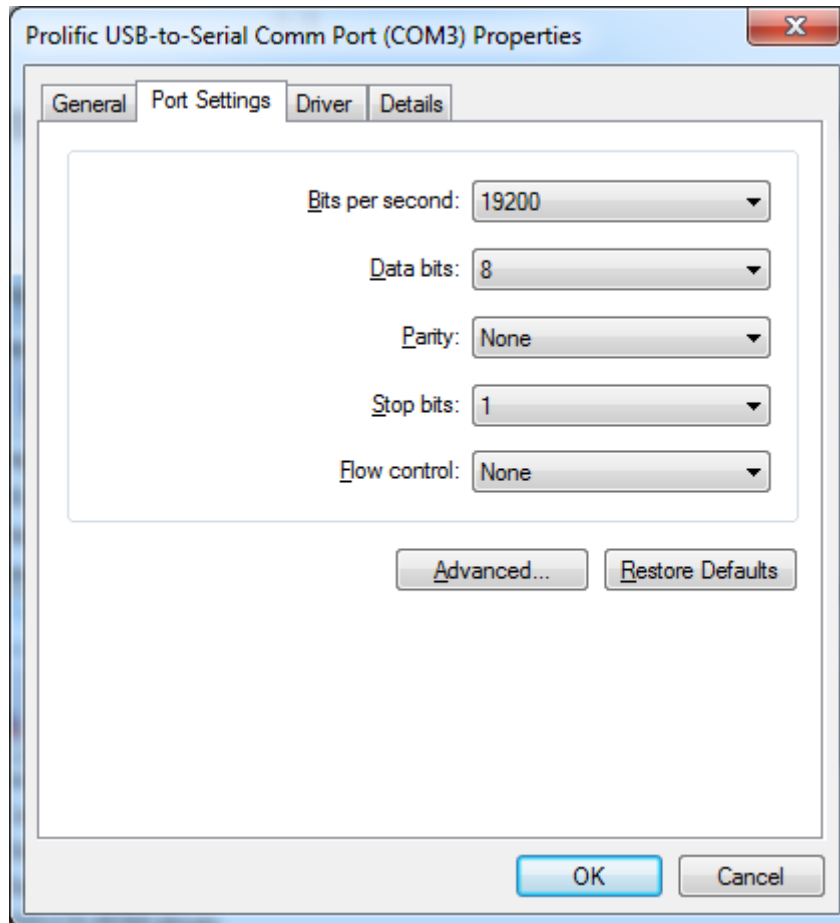 Prolific USB-to-Serial Comm Port (COM3) Properties
General Port Settings Driver Details
Bits per second: 19200
Data bits: 8
Parity: None
Stop bits: 1
Flow control: None
Advanced... Restore Defaults
OK Cancel